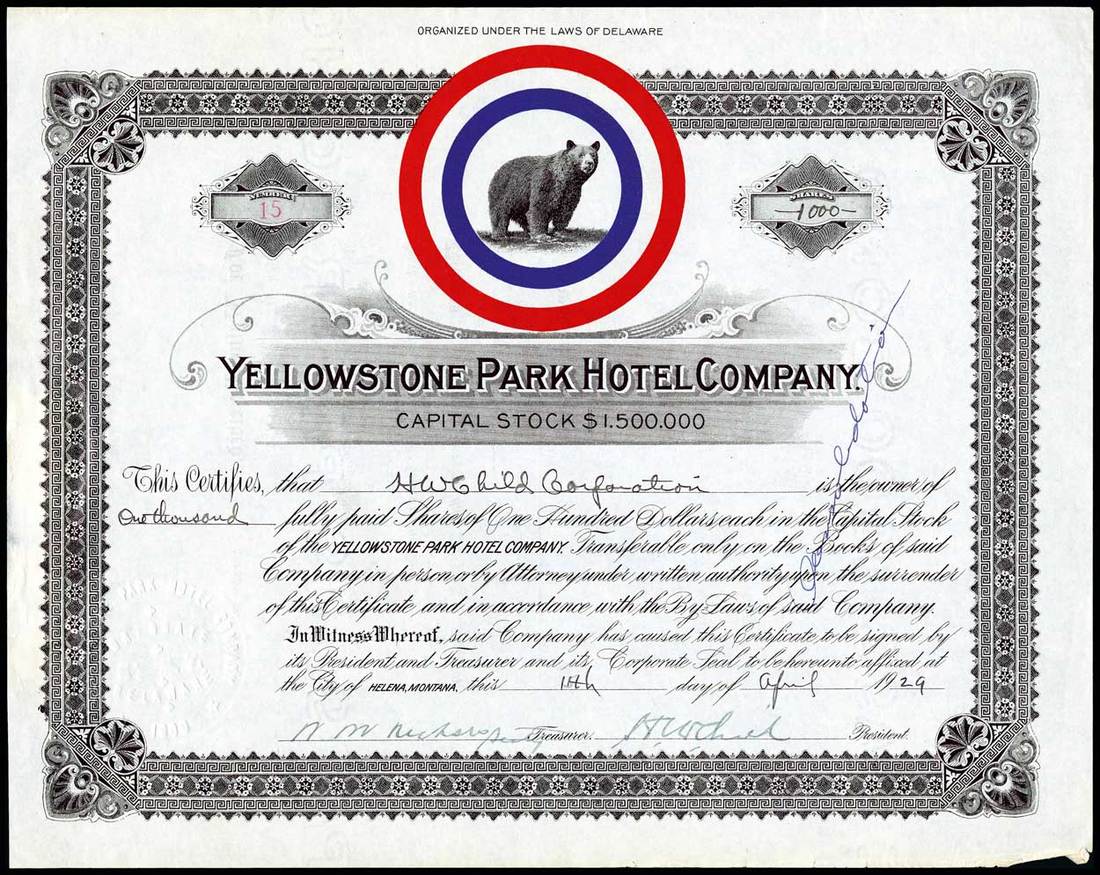 ORGANIZED UNDER THE LAWS OF DELAWARE
NUMBER
15
SHARES
-1000-
YELLOWSTONE PARK HOTEL COMPANY.
CAPITAL STOCK $1.500.000
This Certifies, that HWChild Corporation is the owner of
One thousand fully paid Shares of One Hundred Dollars each in the Capital Stock
of the YELLOWSTONE PARK HOTEL COMPANY. Transferable only on the Books of said
Company in person or by Attorney under written authority upon the surrender
of this Certificate and in accordance with the By Laws of said Company.
In Witness Whereof, said Company has caused this Certificate to be signed by
its President and Treasurer and its Corporate Seal to be hereunto affixed at
the City of HELENA, MONTANA, this day of April 1929
Treasurer. HWChild President.